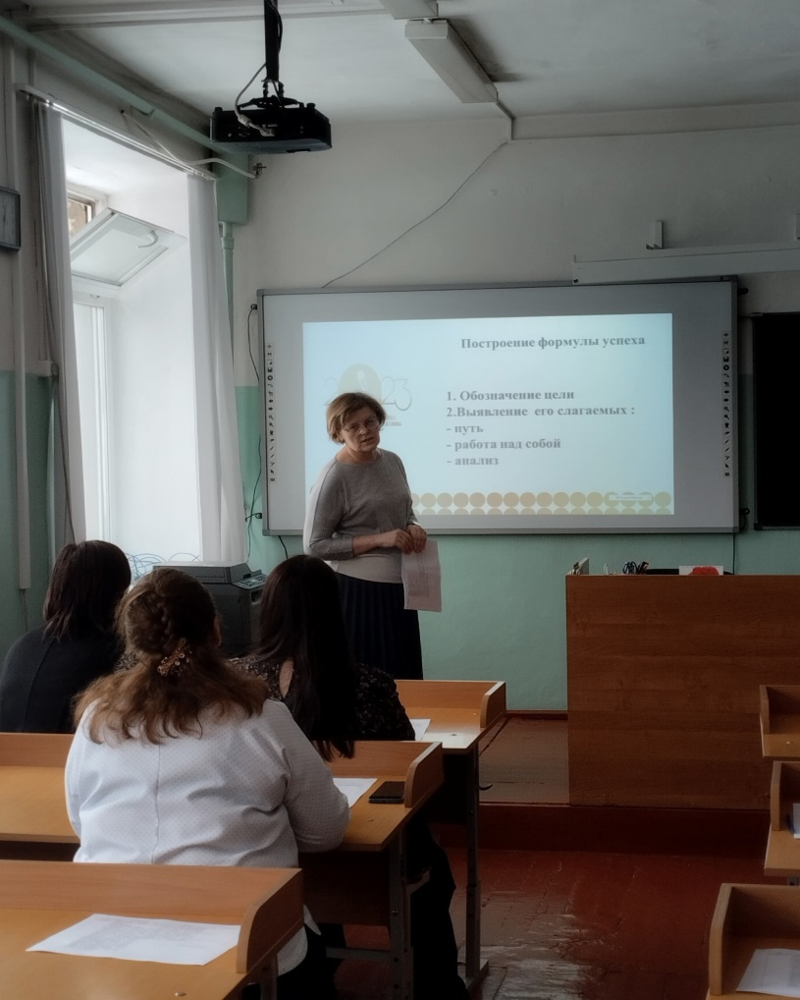 Построение формулы успеха
1. Обозначение цели
2.Выявление его слагаемых :
- путь
- работа над собой
- анализ